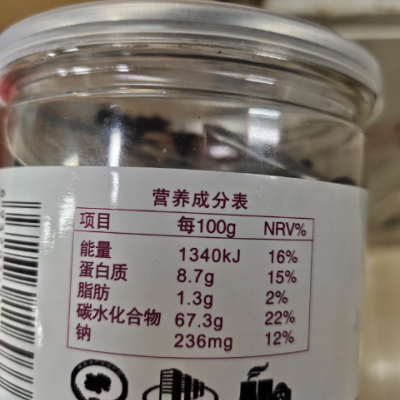 营养成分表
项目 每100g NRV%
能量 1340kJ 16%
蛋白质 8.7g 15%
脂肪 1.3g 2%
碳水化合物 67.3g 22%
钠 236mg 12%